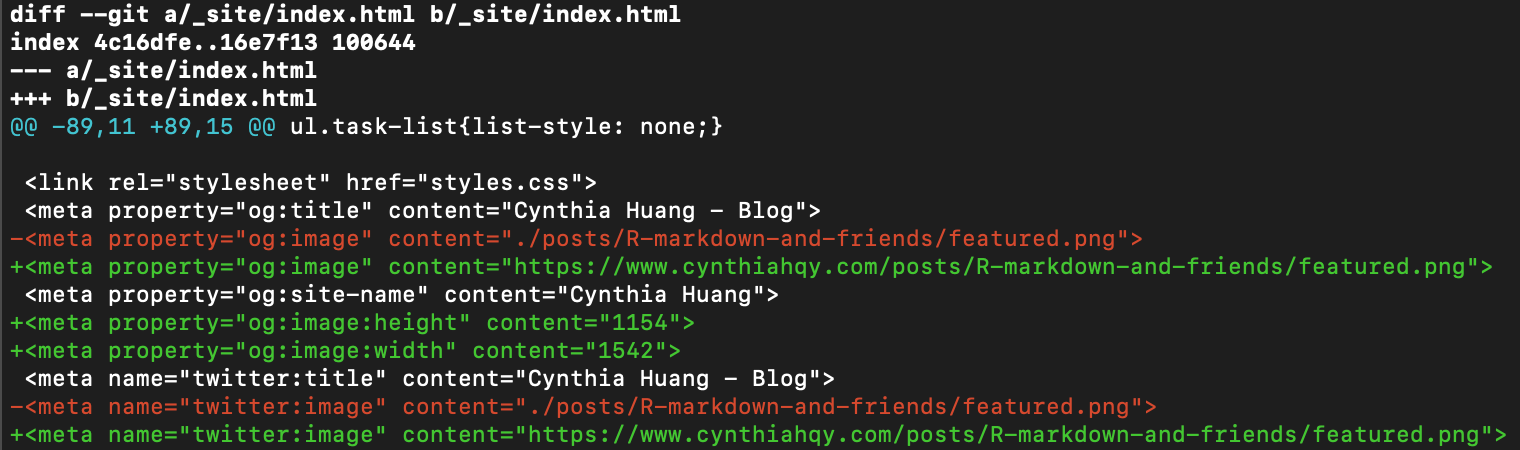 diff --git a/_site/index.html b/_site/index.html
index 4c16dfe..16e7f13 100644
--- a/_site/index.html
+++ b/_site/index.html
@@ -89,11 +89,15 @@ ul.task-list{list-style: none;}
 <link rel="stylesheet" href="styles.css">
 <meta property="og:title" content="Cynthia Huang - Blog">
-<meta property="og:image" content="./posts/R-markdown-and-friends/featured.png">
+<meta property="og:image" content="https://www.cynthiahqy.com/posts/R-markdown-and-friends/featured.png">
 <meta property="og:site-name" content="Cynthia Huang">
+<meta property="og:image:height" content="1154">
+<meta property="og:image:width" content="1542">
 <meta name="twitter:title" content="Cynthia Huang - Blog">
-<meta name="twitter:image" content="./posts/R-markdown-and-friends/featured.png">
+<meta name="twitter:image" content="https://www.cynthiahqy.com/posts/R-markdown-and-friends/featured.png">